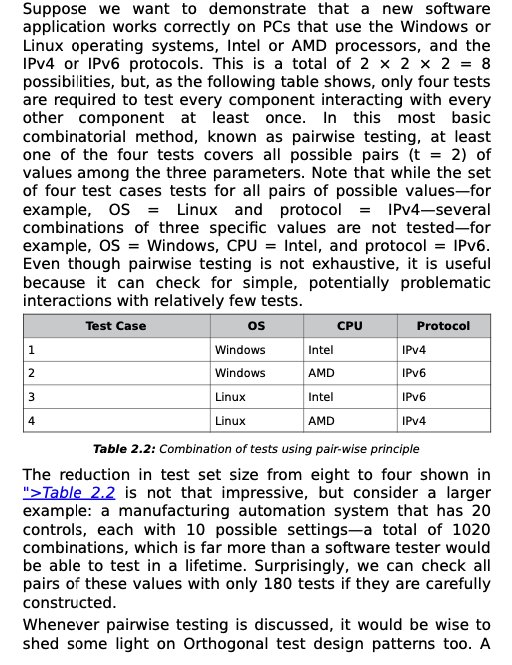 Suppose we want to demonstrate that a new software
application works correctly on PCs that use the Windows or
Linux operating systems, Intel or AMD processors, and the
IPv4 or IPv6 protocols. This is a total of 2 × 2 × 2 = 8
possibilities, but, as the following table shows, only four tests
are required to test every component interacting with every
other component at least once. In this most basic
combinatorial method, known as pairwise testing, at least
one of the four tests covers all possible pairs (t = 2) of
values among the three parameters. Note that while the set
of four test cases tests for all pairs of possible values—for
example, OS = Linux and protocol = IPv4—several
combinations of three specific values are not tested—for
example, OS = Windows, CPU = Intel, and protocol = IPv6.
Even though pairwise testing is not exhaustive, it is useful
because it can check for simple, potentially problematic
interactions with relatively few tests.
Test Case OS CPU Protocol
1 Windows Intel IPv4
2 Windows AMD IPv6
3 Linux Intel IPv6
4 Linux AMD IPv4
Table 2.2: Combination of tests using pair-wise principle
The reduction in test set size from eight to four shown in
">Table 2.2 is not that impressive, but consider a larger
example: a manufacturing automation system that has 20
controls, each with 10 possible settings—a total of 1020
combinations, which is far more than a software tester would
be able to test in a lifetime. Surprisingly, we can check all
pairs of these values with only 180 tests if they are carefully
constructed.
Whenever pairwise testing is discussed, it would be wise to
shed some light on Orthogonal test design patterns too. A